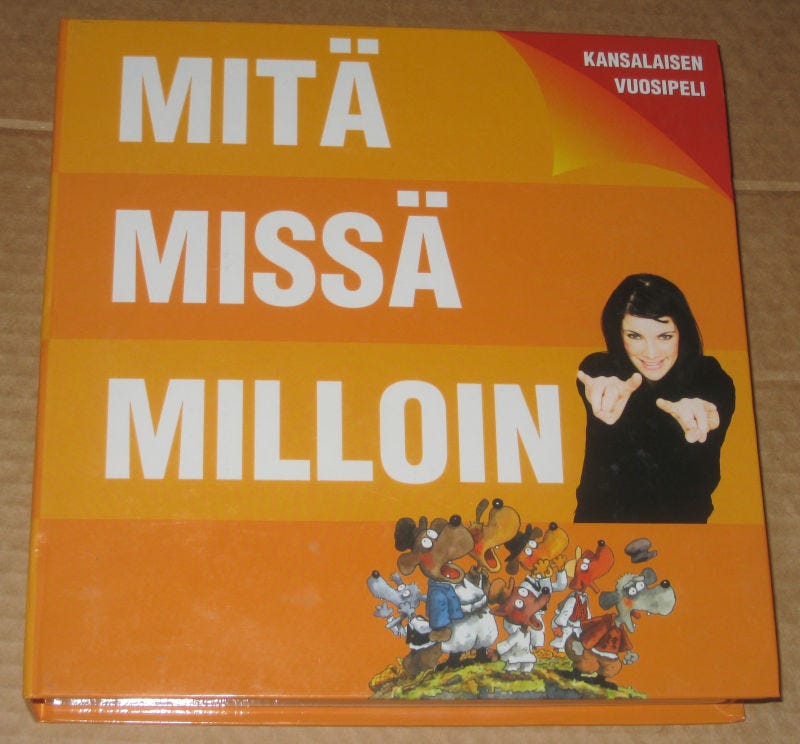 KANSALAISEN
VUOSIPELI
MITÄ
MISSÄ
MILLOIN